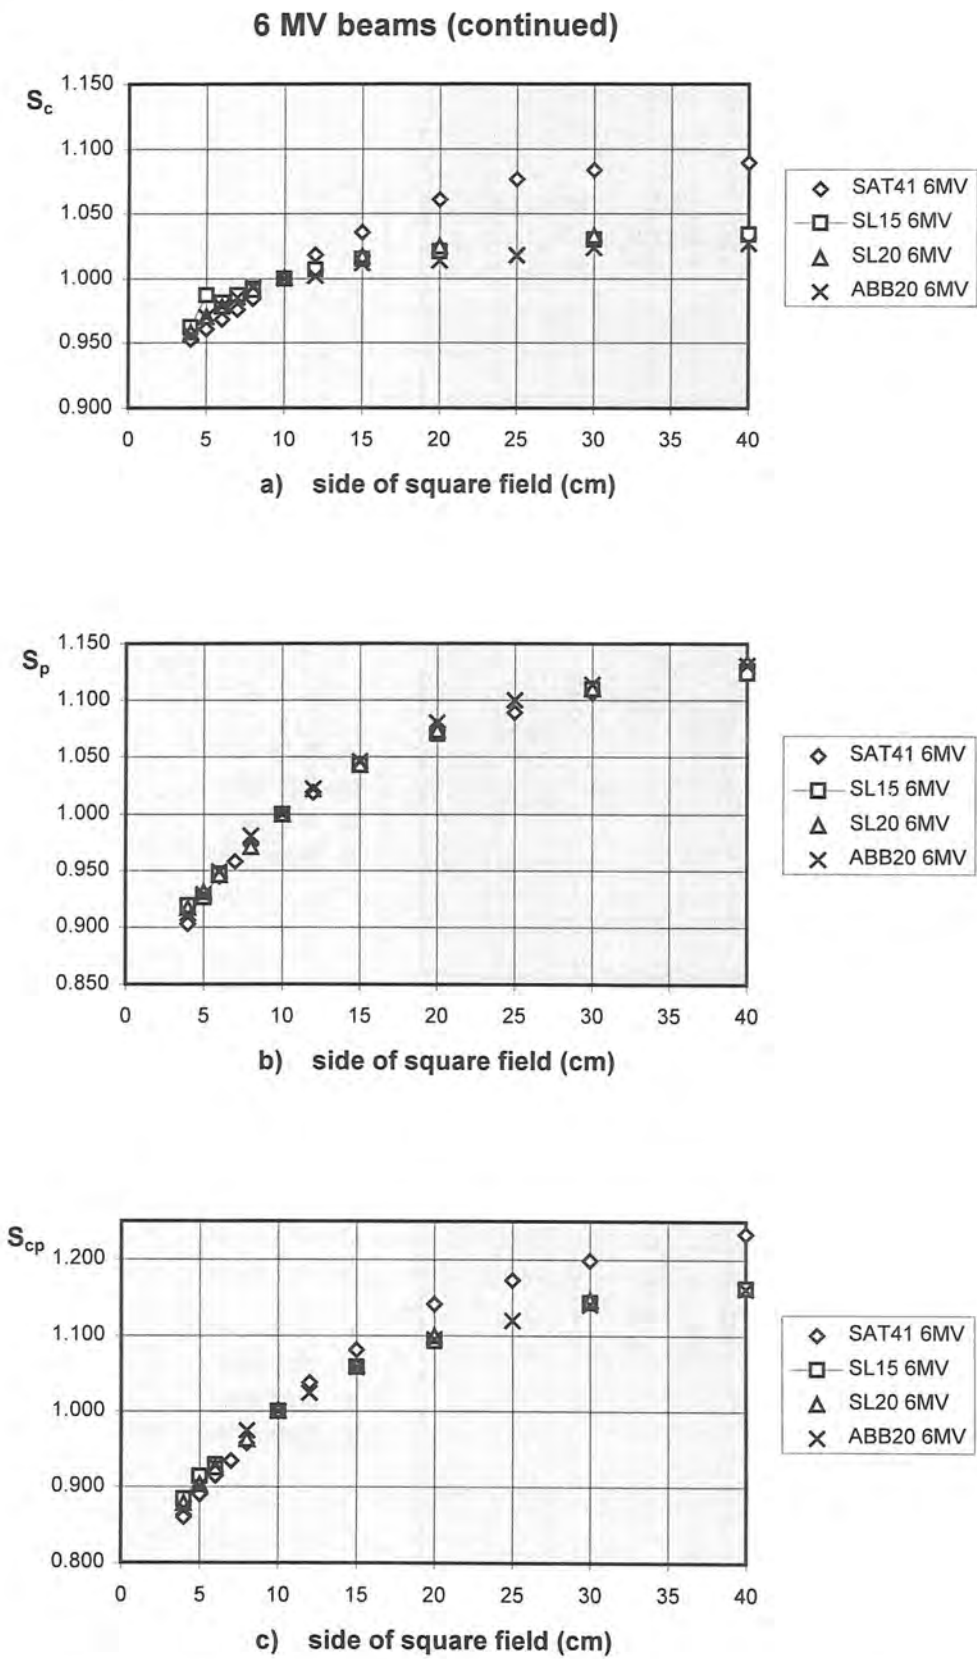 6 MV beams (continued)
Sc
1.150
1.100
1.050
1.000
0.950
0.900
0 5 10 15 20 25 30 40
a) side of square field (cm)
SAT41 6MV
SL15 6MV
SL20 6MV
ABB20 6MV
Sp
1.150
1.100
1.050
1.000
0.950
0.900
0.850
0 5 10 15 20 25 30 40
b) side of square field (cm)
SAT41 6MV
SL15 6MV
SL20 6MV
ABB20 6MV
Scp
1.200
1.100
1.000
0.900
0.800
0 5 10 15 20 25 30 40
c) side of square field (cm)
SAT41 6MV
SL15 6MV
SL20 6MV
ABB20 6MV